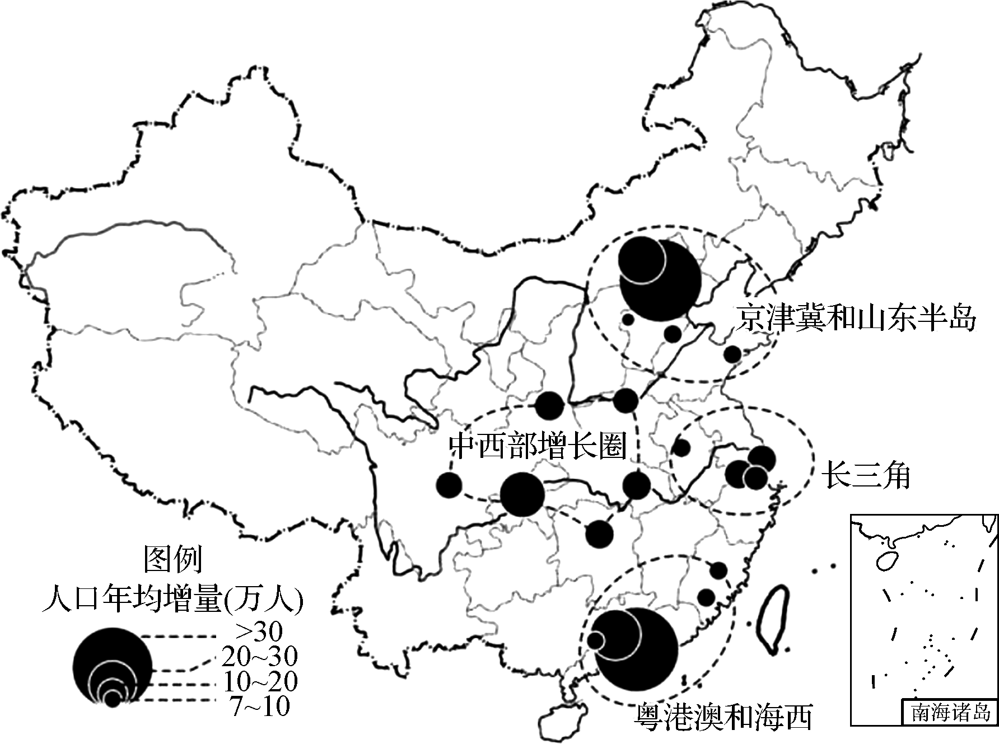 京津冀和山东半岛
中西部增长圈
长三角
粤港澳和海西
图例
人口年均增量(万人)
>30
20~30
10~20
7~10
南海诸岛